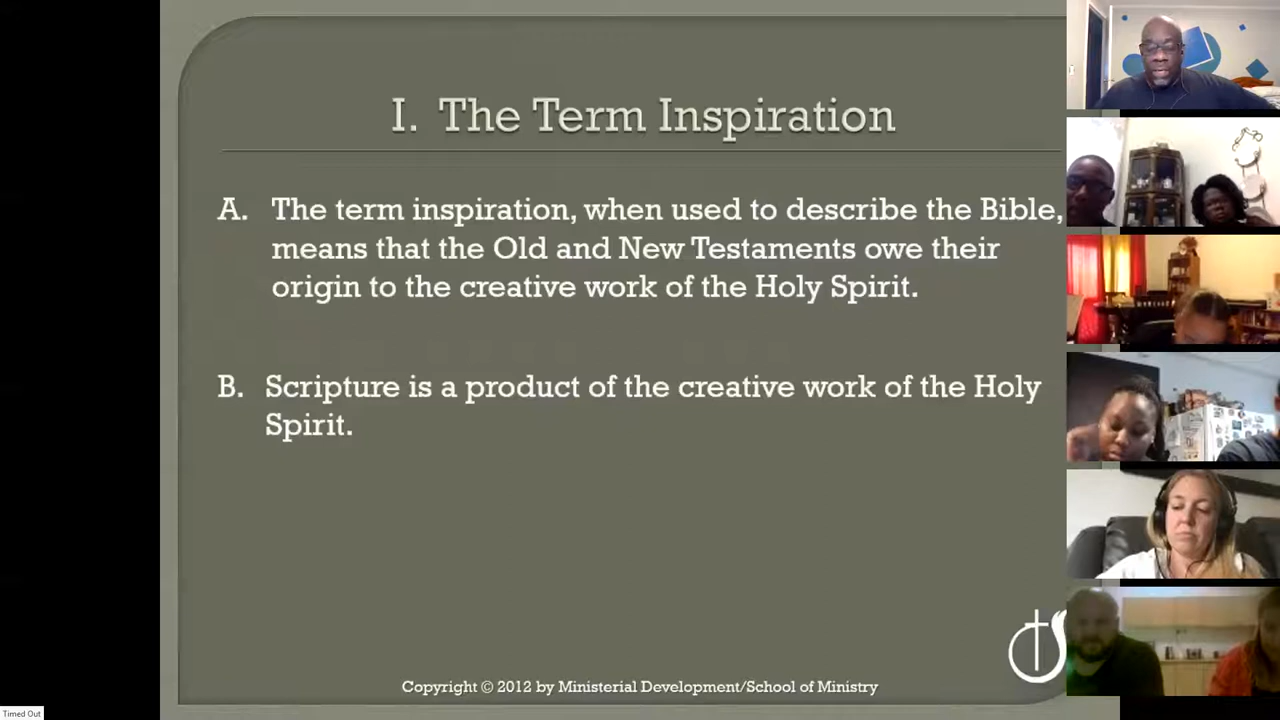 I. The Term Inspiration
A. The term inspiration, when used to describe the Bible,
means that the Old and New Testaments owe their
origin to the creative work of the Holy Spirit.
B. Scripture is a product of the creative work of the Holy
Spirit.
Copyright © 2012 by Ministerial Development/School of Ministry
Timed Out